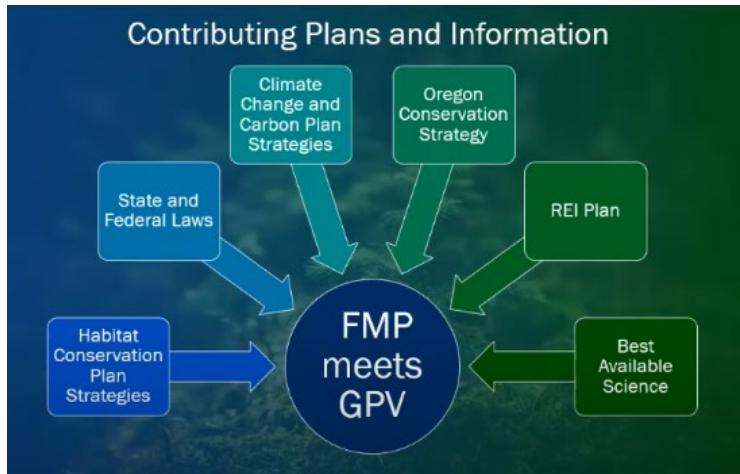 Contributing Plans and Information
Climate
Change and
Carbon Plan
Strategies
Oregon
Conservation
Strategy
State and
Federal Laws
REI Plan
Habitat
Conservation
Plan
Strategies
FMP
meets
GPV
Best
Available
Science